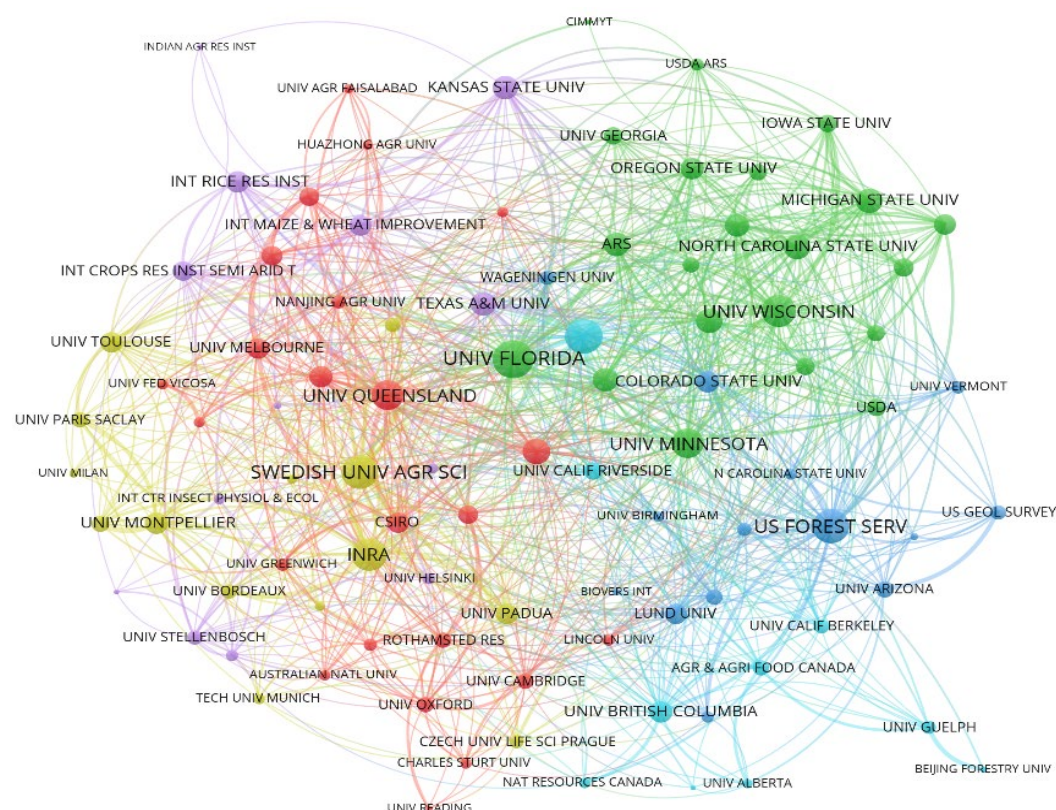 CIMMYT
INDIAN AGR RES INST
USDA ARS
UNIV AGR FAISALABAD
KANSAS STATE UNIV
IOWA STATE UNIV
UNIV GEORGIA
HUAZHONG AGR UNIV
OREGON STATE UNIV
INT RICE RES INST
MICHIGAN STATE UNIV
INT MAIZE & WHEAT IMPROVEMENT
ARS
NORTH CAROLINA STATE UNIV
INT CROPS RES INST SEMI ARID T
WAGENINGEN UNIV
NANJING AGR UNIV
TEXAS A&M UNIV
UNIV WISCONSIN
UNIV TOULOUSE
UNIV MELBOURNE
UNIV FLORIDA
UNIV FED VICOSA
COLORADO STATE UNIV
UNIV VERMONT
UNIV QUEENSLAND
USDA
UNIV PARIS SACLAY
UNIV MINNESOTA
UNIV MILAN
SWEDISH UNIV AGR SCI
UNIV CALIF RIVERSIDE
N CAROLINA STATE UNIV
INT CTR INSECT PHYSIOL & ECOL
US GEOL SURVEY
UNIV MONTPELLIER
CSIRO
UNIV BIRMINGHAM
US FOREST SERV
INRA
UNIV GREENWICH
UNIV HELSINKI
UNIV BORDEAUX
BIOVERS INT
UNIV ARIZONA
UNIV PADUA
LUND UNIV
UNIV CALIF BERKELEY
UNIV STELLENBOSCH
ROTHAMSTED RES
LINCOLN UNIV
AGR & AGRI FOOD CANADA
AUSTRALIAN NATL UNIV
UNIV CAMBRIDGE
TECH UNIV MUNICH
UNIV OXFORD
UNIV BRITISH COLUMBIA
UNIV GUELPH
CZECH UNIV LIFE SCI PRAGUE
CHARLES STURT UNIV
BEIJING FORESTRY UNIV
NAT RESOURCES CANADA
UNIV ALBERTA
UNIV READING